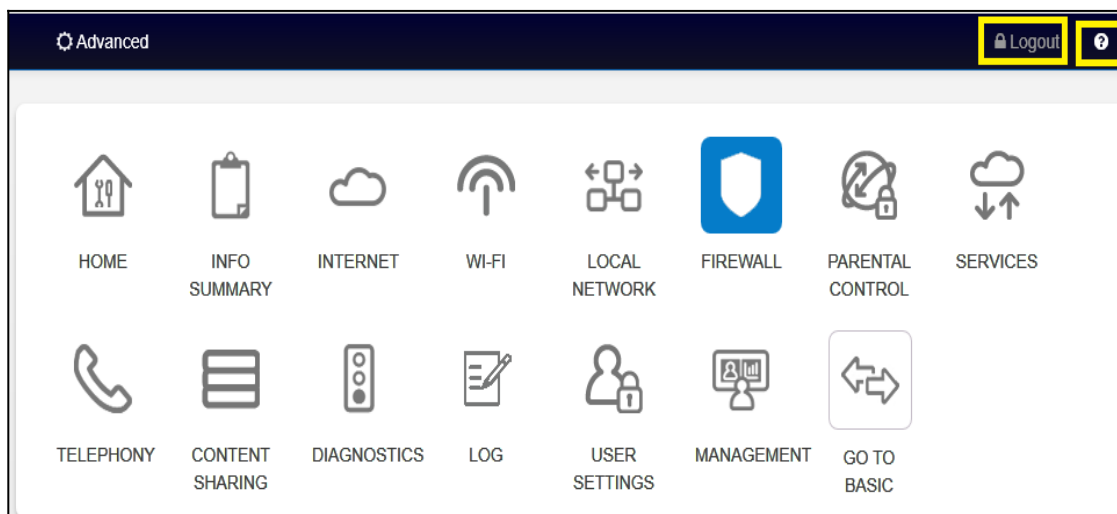 Advanced
Logout
?
HOME
INFO
SUMMARY
INTERNET
WI-FI
LOCAL
NETWORK
FIREWALL
PARENTAL
CONTROL
SERVICES
TELEPHONY
CONTENT
SHARING
DIAGNOSTICS
LOG
USER
SETTINGS
MANAGEMENT
GO TO
BASIC